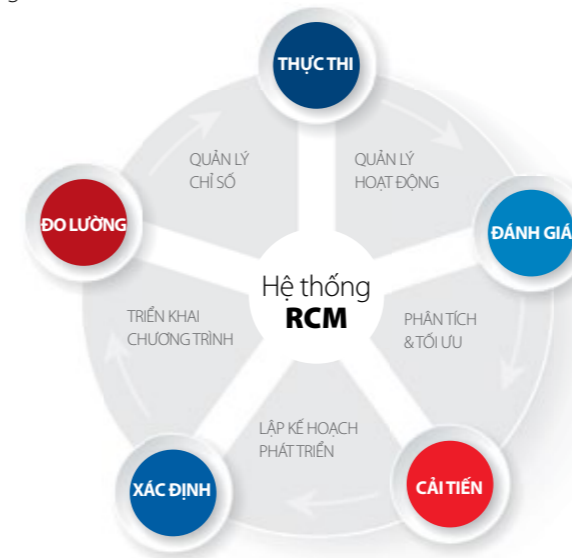 g
THỰC THI
QUẢN LÝ
CHỈ SỐ
QUẢN LÝ
HOẠT ĐỘNG
ĐO LƯỜNG
ĐÁNH GIÁ
Hệ thống
RCM
TRIỂN KHAI
CHƯƠNG TRÌNH
PHÂN TÍCH
& TỐI ƯU
LẬP KẾ HOẠCH
PHÁT TRIỂN
XÁC ĐỊNH
CẢI TIẾN